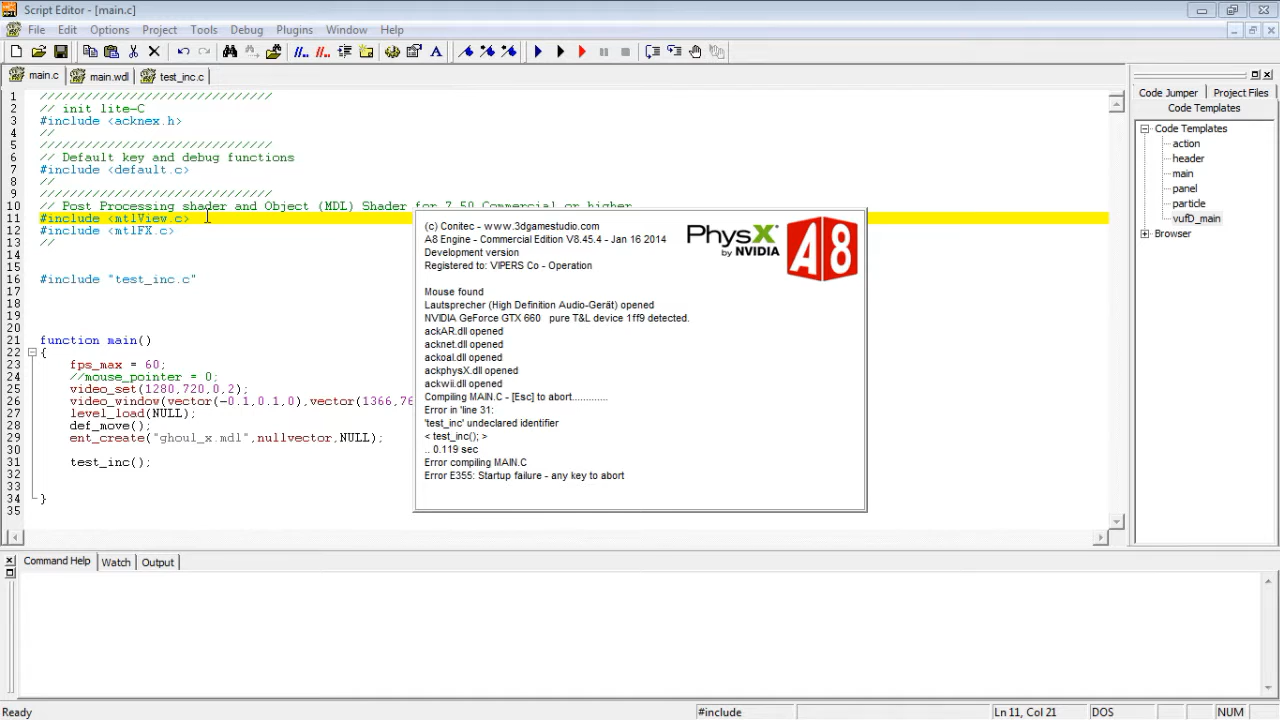 Script Editor - [main.c]
File Edit Options Project Tools Debug Plugins Window Help
main.c main.wdl test_inc.c
1 ////////////////////////////////
2 // init lite-C
3 #include <acknex.h>
4 //
5 ////////////////////////////////
6 // Default key and debug functions
7 #include <default.c>
8 //
9 ////////////////////////////////
10 // Post Processing shader and Object (MDL) Shader for 7.50 Commercial or higher
11 #include <mtlView.c>
12 #include <mtlFX.c>
13 //
14
15
16 #include "test_inc.c"
17
18
19
20
21 function main()
22 {
23 fps_max = 60;
24 //mouse_pointer = 0;
25 video_set(1280,720,0,2);
26 video_window(vector(-0.1,0.1,0),vector(1366,76
27 level_load(NULL);
28 def_move();
29 ent_create("ghoul_x.mdl",nullvector,NULL);
30
31 test_inc();
32
33
34 }
35
(c) Conitec - www.3dgamestudio.com
A8 Engine - Commercial Edition V8.45.4 - Jan 16 2014
Development version
Registered to: VIPERS Co - Operation
PhysX
by NVIDIA
A8
Mouse found
Lautsprecher (High Definition Audio-Gerät) opened
NVIDIA GeForce GTX 660 pure T&L device 1ff9 detected.
ackAR.dll opened
acknet.dll opened
ackoal.dll opened
ackphysX.dll opened
ackwii.dll opened
Compiling MAIN.C - [Esc] to abort............
Error in 'line 31:
'test_inc' undeclared identifier
< test_inc(); >
.. 0.119 sec
Error compiling MAIN.C
Error E355: Startup failure - any key to abort
Code Jumper Project Files
Code Templates
Code Templates
action
header
main
panel
particle
vufD_main
Browser
Command Help Watch Output
Ready #include Ln 11, Col 21 DOS NUM